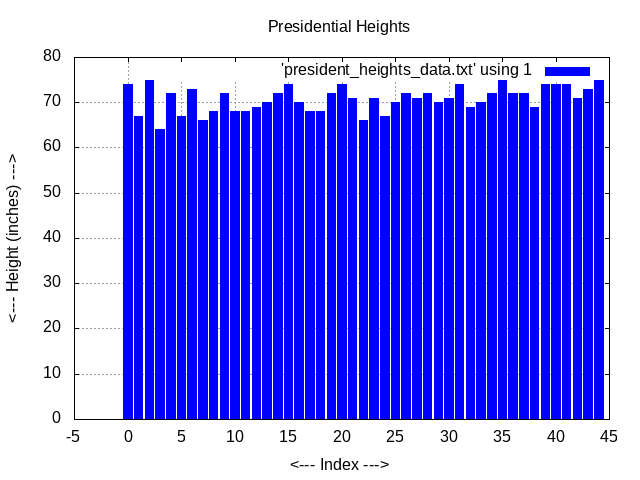 Presidential Heights
'president_heights_data.txt' using 1
80
70
60
50
40
30
20
10
0
-5 0 5 10 15 20 25 30 35 40 45
<--- Height (inches) --->
<--- Index --->